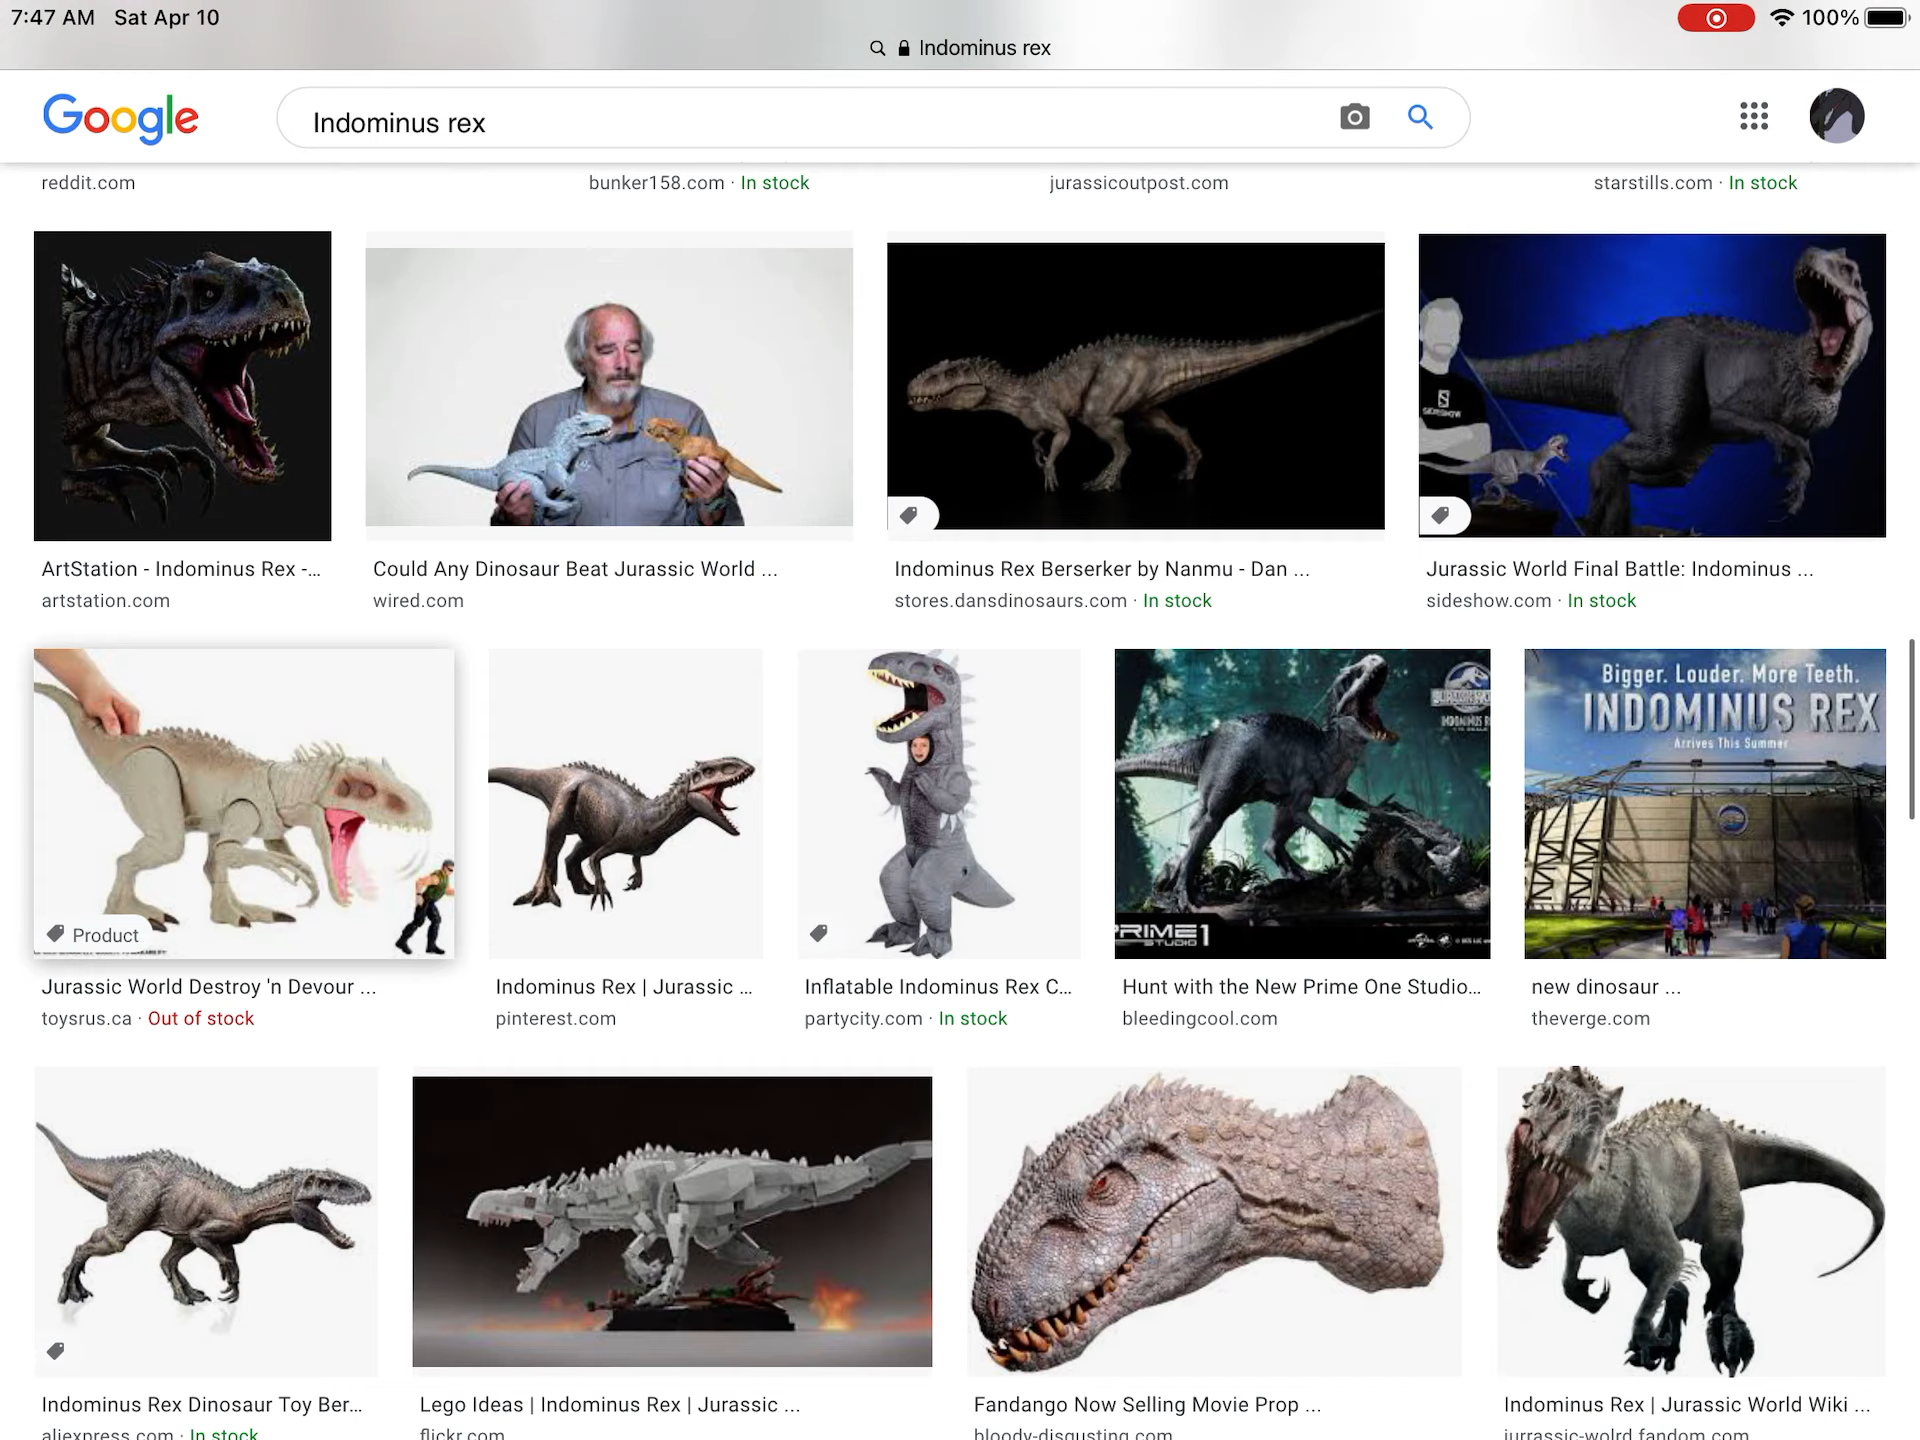 7:47 AM Sat Apr 10
100%
Indominus rex
Google
Indominus rex
reddit.com
bunker158.com · In stock
jurassicoutpost.com
starstills.com · In stock
SIDESHOW
ArtStation - Indominus Rex -...
artstation.com
Could Any Dinosaur Beat Jurassic World ...
wired.com
Indominus Rex Berserker by Nanmu - Dan ...
stores.dansdinosaurs.com · In stock
Jurassic World Final Battle: Indominus ...
sideshow.com · In stock
Product
PRIME 1
STUDIO
Bigger. Louder. More Teeth.
INDOMINUS REX
Arrives This Summer
Jurassic World Destroy 'n Devour ...
toysrus.ca · Out of stock
Indominus Rex | Jurassic ...
pinterest.com
Inflatable Indominus Rex C...
partycity.com · In stock
Hunt with the New Prime One Studio...
bleedingcool.com
new dinosaur ...
theverge.com
Indominus Rex Dinosaur Toy Ber...
aliexpress.com · In stock
Lego Ideas | Indominus Rex | Jurassic ...
flickr.com
Fandango Now Selling Movie Prop ...
bloody-disgusting.com
Indominus Rex | Jurassic World Wiki ...
jurrassic-wolrd.fandom.com